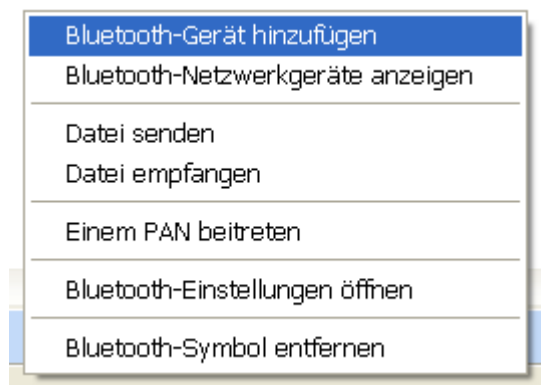 Bluetooth-Gerät hinzufügen
Bluetooth-Netzwerkgeräte anzeigen
Datei senden
Datei empfangen
Einem PAN beitreten
Bluetooth-Einstellungen öffnen
Bluetooth-Symbol entfernen